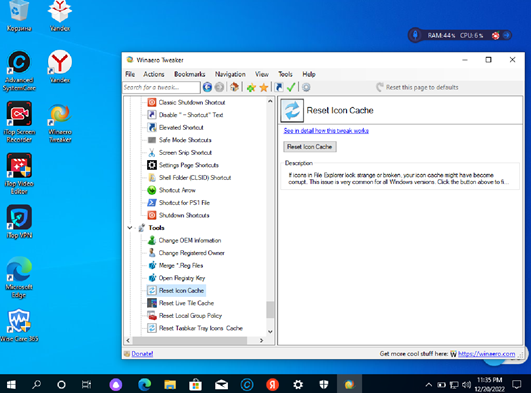 Корзина
Yandex
Advanced SystemCare
Yandex
iTop Screen Recorder
Winaero Tweaker
iTop Video Editor
iTop VPN
Microsoft Edge
Wise Care 365
RAM: 44% CPU: 6%
Winaero Tweaker
File Actions Bookmarks Navigation View Tools Help
Search for a tweak...
Reset this page to defaults
Classic Shutdown Shortcut
Disable " – Shortcut" Text
Elevated Shortcut
Safe Mode Shortcuts
Screen Snip Shortcut
Settings Page Shortcuts
Shell Folder (CLSID) Shortcut
Shortcut Arrow
Shortcut for PS1 File
Shutdown Shortcuts
Tools
Change OEM Information
Change Registered Owner
Merge *.Reg Files
Open Registry Key
Reset Icon Cache
Reset Live Tile Cache
Reset Local Group Policy
Reset Taskbar Tray Icons Cache
Reset Icon Cache
See in detail how this tweak works
Reset Icon Cache
Description
If icons in File Explorer look strange or broken, your icon cache might have become
corrupt. This issue is very common for all Windows versions. Click the button above to fi...
Donate!
Get more cool stuff here: W https://winaero.com
11:35 PM
12/20/2022